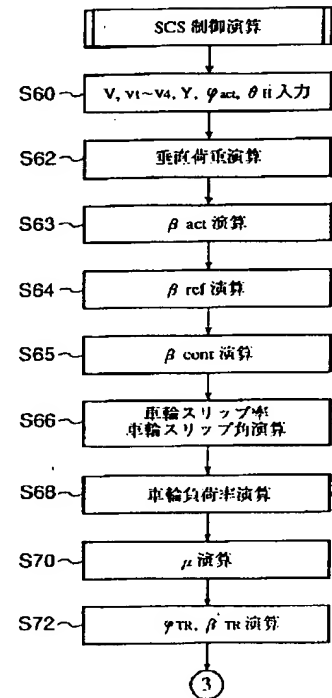 SCS 制御演算
S60
V, v1~v4, Y, φact, θti 入力
S62
垂直荷重演算
S63
β act 演算
S64
β ref 演算
S65
β cont 演算
S66
車輪スリップ率
車輪スリップ角演算
S68
車輪負荷率演算
S70
μ 演算
S72
φTR, β TR 演算
3